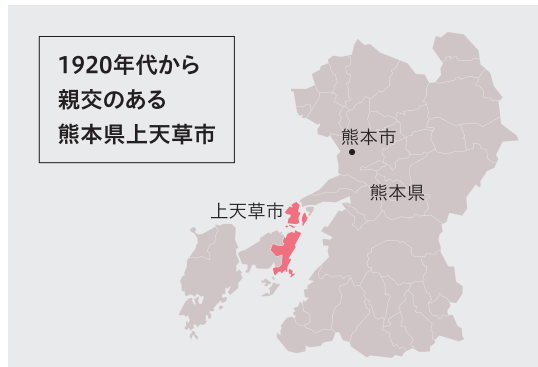 1920年代から
親交のある
熊本県上天草市
熊本市
熊本県
上天草市